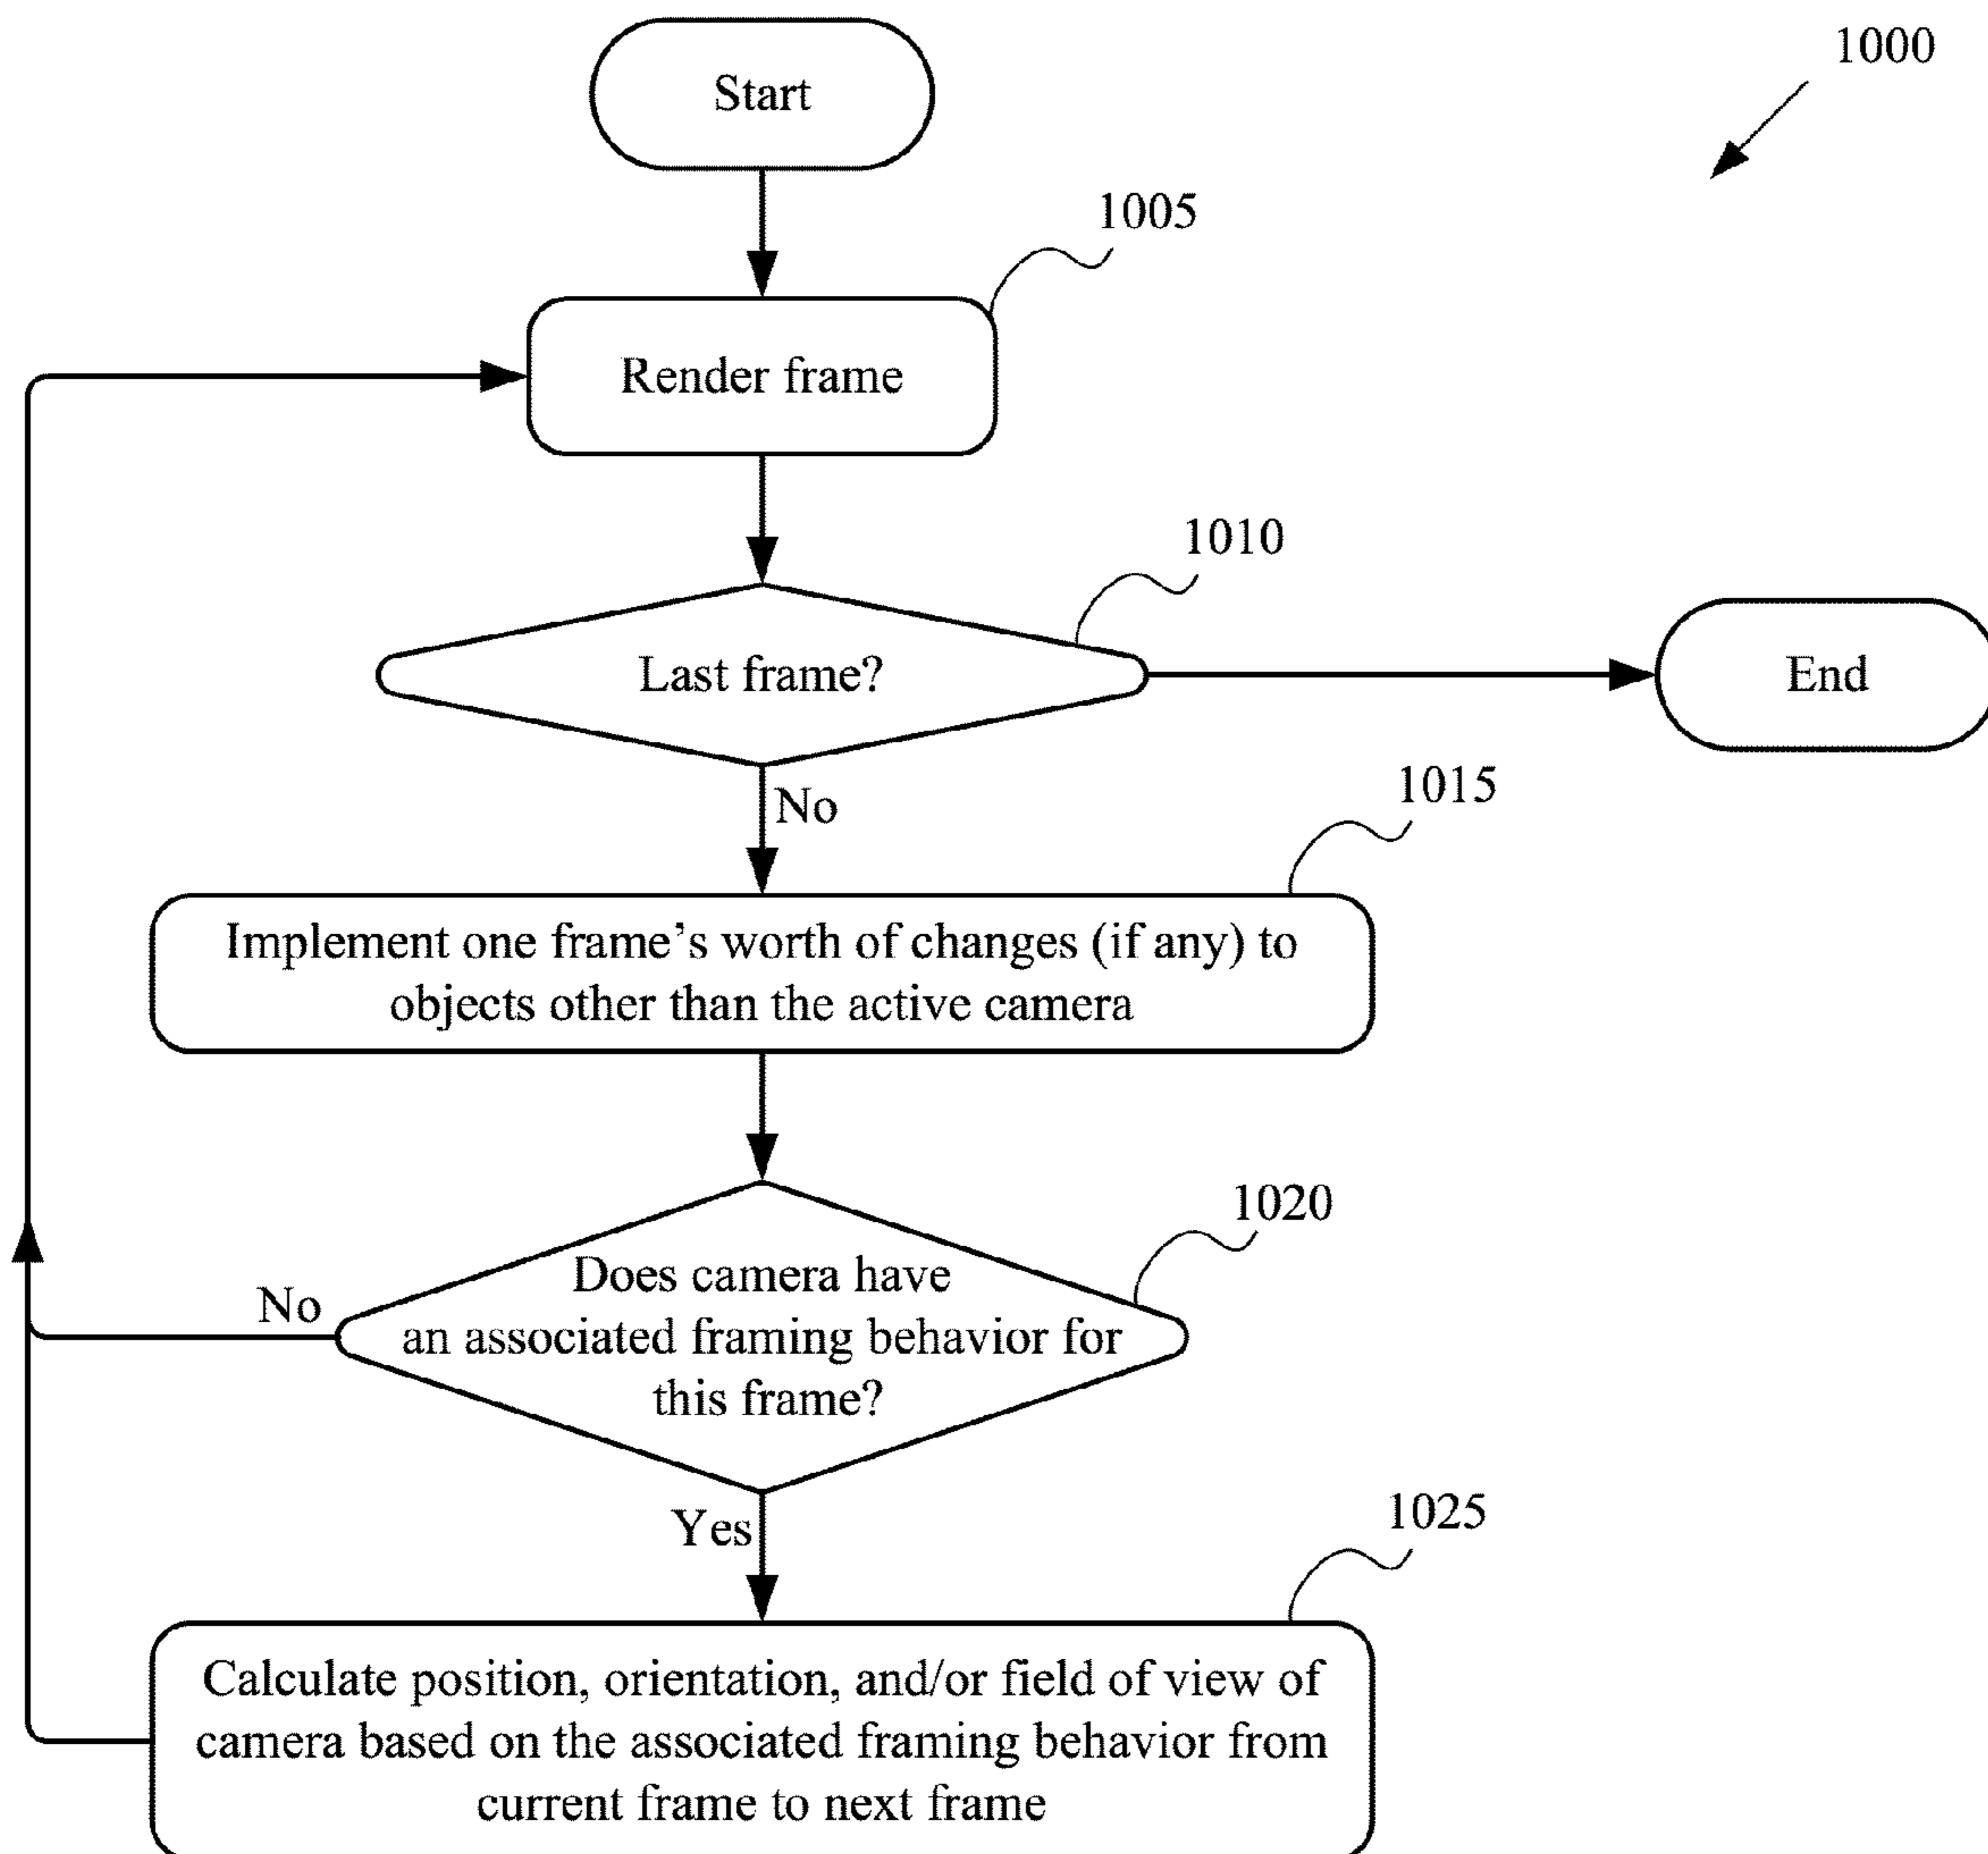 Start
1000
1005
Render frame
1010
Last frame?
End
No
1015
Implement one frame’s worth of changes (if any) to
objects other than the active camera
1020
Does camera have
an associated framing behavior for
this frame?
No
Yes
1025
Calculate position, orientation, and/or field of view of
camera based on the associated framing behavior from
current frame to next frame